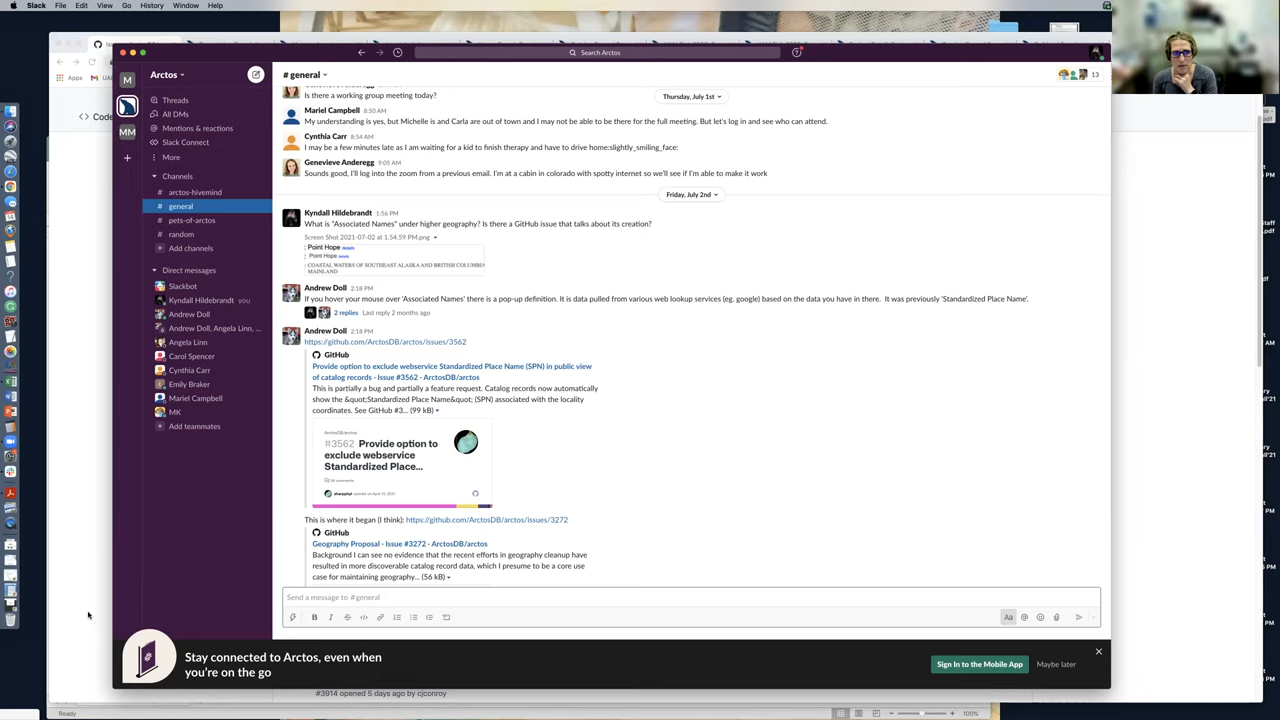 Slack File Edit View Go History Window Help
Search Arctos
Apps
Code
M
MM
Arctos
Threads
All DMs
Mentions & reactions
Slack Connect
More
Channels
# arctos-hivemind
# general
# pets-of-arctos
# random
Add channels
Direct messages
Slackbot
Kyndall Hildebrandt you
Andrew Doll
Andrew Doll, Angela Linn, ...
Angela Linn
Carol Spencer
Cynthia Carr
Emily Braker
Mariel Campbell
MK
Add teammates
# general
13
Is there a working group meeting today?
Thursday, July 1st
Mariel Campbell 8:50 AM
My understanding is yes, but Michelle is and Carla are out of town and I may not be able to be there for the full meeting. But let's log in and see who can attend.
Cynthia Carr 8:54 AM
I may be a few minutes late as I am waiting for a kid to finish therapy and have to drive home:slightly_smiling_face:
Genevieve Anderegg 9:05 AM
Sounds good, I'll log into the zoom from a previous email. I'm at a cabin in colorado with spotty internet so we'll see if I'm able to make it work
Friday, July 2nd
Kyndall Hildebrandt 1:56 PM
What is "Associated Names" under higher geography? Is there a GitHub issue that talks about its creation?
Screen Shot 2021-07-02 at 1.54.59 PM.png
: Point Hope details
: Point Hope details
: COASTAL WATERS OF SOUTHEAST ALASKA AND BRITISH COLUMBIA
MAINLAND
Andrew Doll 2:18 PM
If you hover your mouse over 'Associated Names' there is a pop-up definition. It is data pulled from various web lookup services (eg. google) based on the data you have in there. It was previously 'Standardized Place Name'.
2 replies Last reply 2 months ago
Andrew Doll 2:18 PM
https://github.com/ArctosDB/arctos/issues/3562
GitHub
Provide option to exclude webservice Standardized Place Name (SPN) in public view
of catalog records · Issue #3562 · ArctosDB/arctos
This is partially a bug and partially a feature request. Catalog records now automatically
show the &quot;Standardized Place Name&quot; (SPN) associated with the locality
coordinates. See GitHub #3... (99 kB)
ArctosDB/arctos
#3562 Provide option to
exclude webservice
Standardized Place...
This is where it began (I think): https://github.com/ArctosDB/arctos/issues/3272
GitHub
Geography Proposal · Issue #3272 · ArctosDB/arctos
Background I can see no evidence that the recent efforts in geography cleanup have
resulted in more discoverable catalog record data, which I presume to be a core use
case for maintaining geography... (56 kB)
Send a message to #general
B I
Aa
Stay connected to Arctos, even when
you're on the go
Sign In to the Mobile App
Maybe later
#3914 opened 5 days ago by cjconroy
Ready
100%